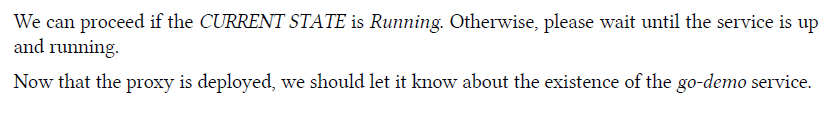 We can proceed if the CURRENT STATE is Running. Otherwise, please wait until the service is up
and running.
Now that the proxy is deployed, we should let it know about the existence of the go-demo service.